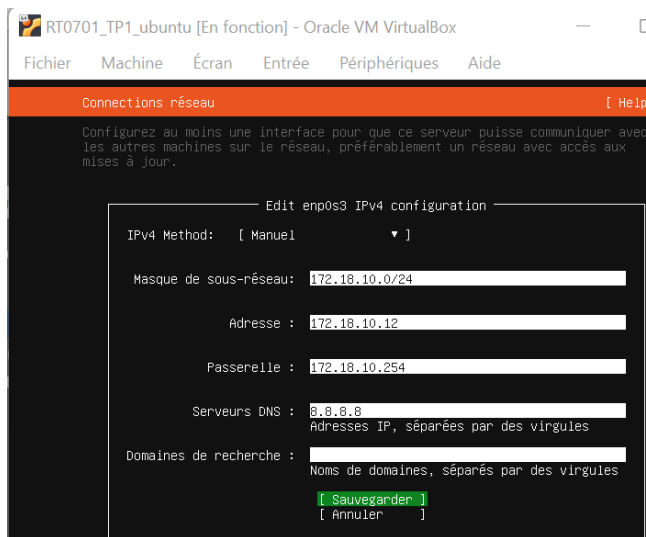 RT0701_TP1_ubuntu [En fonction] - Oracle VM VirtualBox
Fichier Machine Écran Entrée Périphériques Aide
Connections réseau [ Help
Configurez au moins une interface pour que ce serveur puisse communiquer avec
les autres machines sur le réseau, préférablement un réseau avec accès aux
mises à jour.
Edit enp0s3 IPv4 configuration
IPv4 Method: [ Manuel ▾ ]
Masque de sous-réseau: 172.18.10.0/24
Adresse : 172.18.10.12
Passerelle : 172.18.10.254
Serveurs DNS : 8.8.8.8
Adresses IP, séparées par des virgules
Domaines de recherche :
Noms de domaines, séparés par des virgules
[ Sauvegarder ]
[ Annuler ]